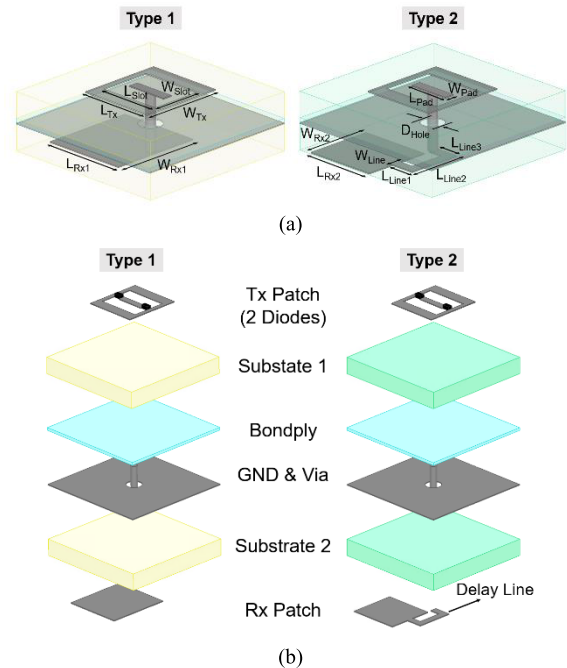 Type 1
Type 2
L_Slot
W_Slot
L_Tx
W_Tx
L_Rx1
W_Rx1
L_Pad
W_Pad
D_Hole
W_Rx2
W_Line
L_Line3
L_Rx2
L_Line1
L_Line2
(a)
Type 1
Type 2
Tx Patch
(2 Diodes)
Substate 1
Bondply
GND & Via
Substrate 2
Rx Patch
Delay Line
(b)